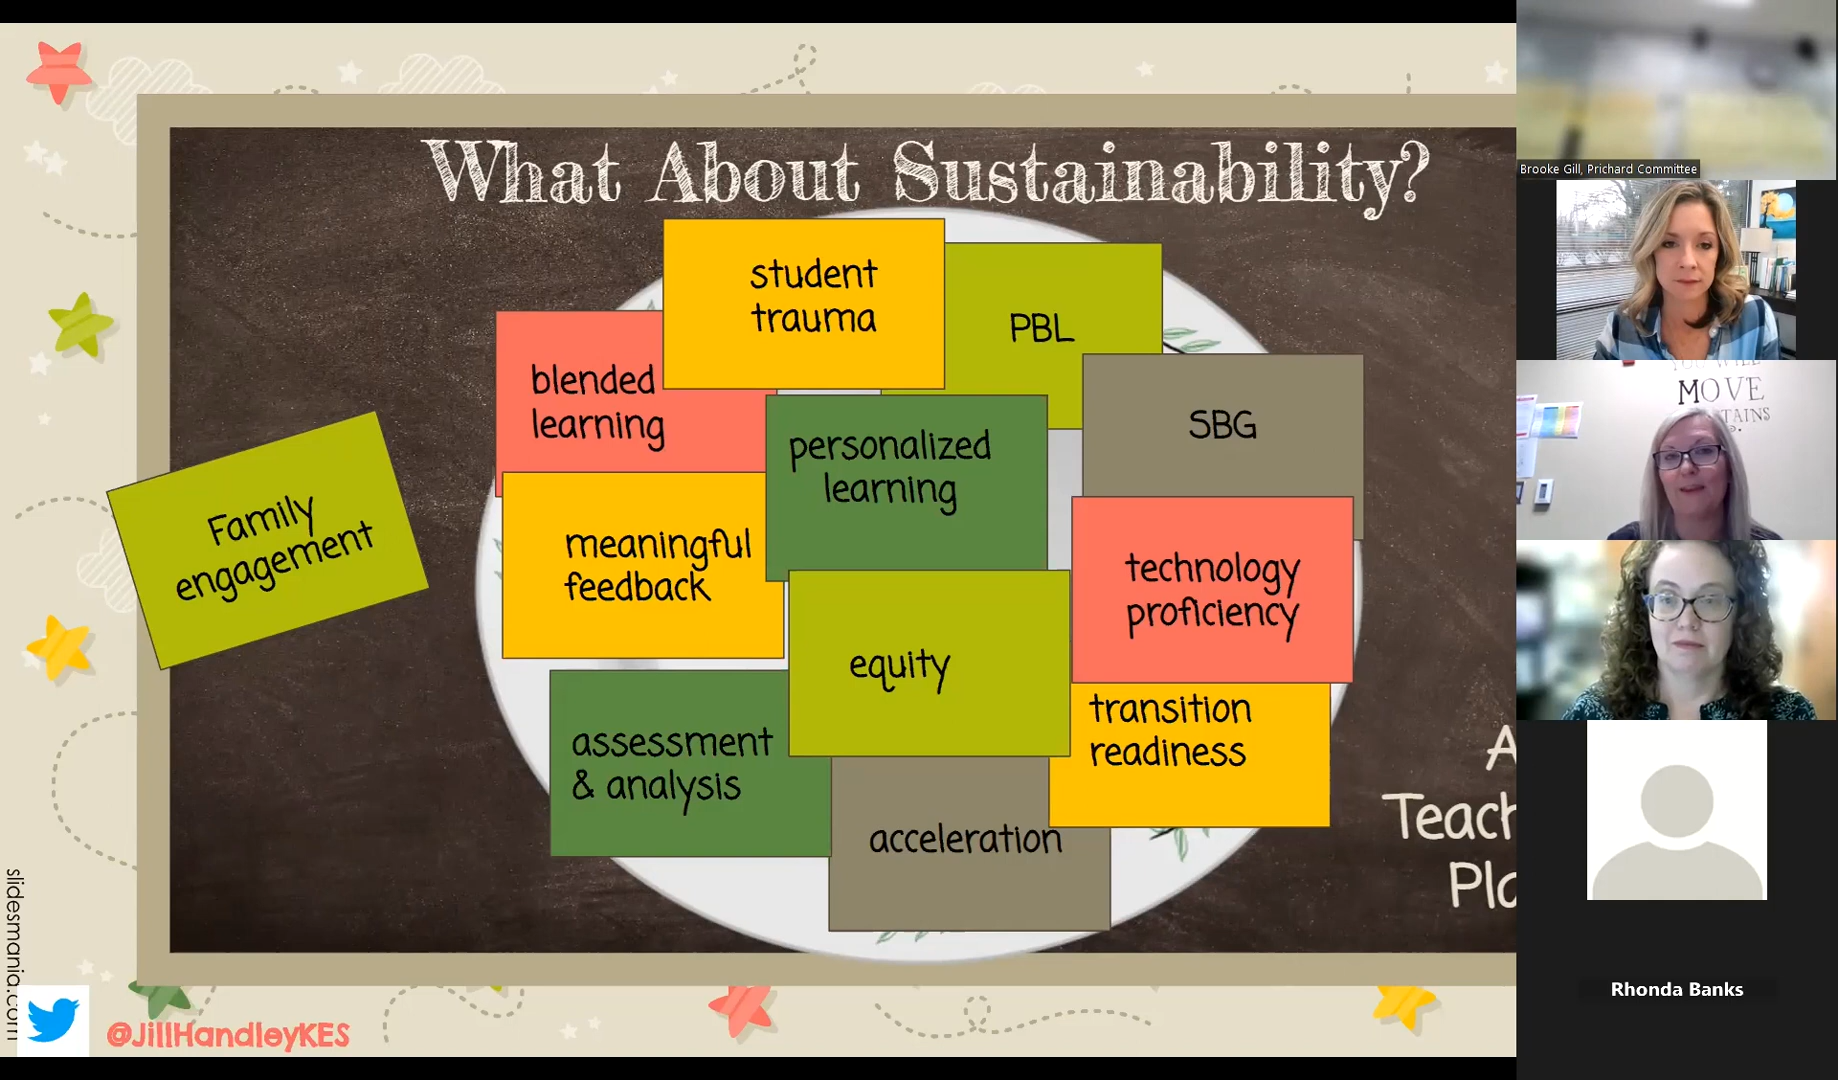 What About Sustainability?
student
trauma
PBL
blended
learning
SBG
personalized
learning
Family
engagement
meaningful
feedback
technology
proficiency
equity
transition
readiness
assessment
& analysis
acceleration
A
Teach
Pla
slidesmania.com
@JillHandleyKES
Brooke Gill, Prichard Committee
MOVE
Rhonda Banks